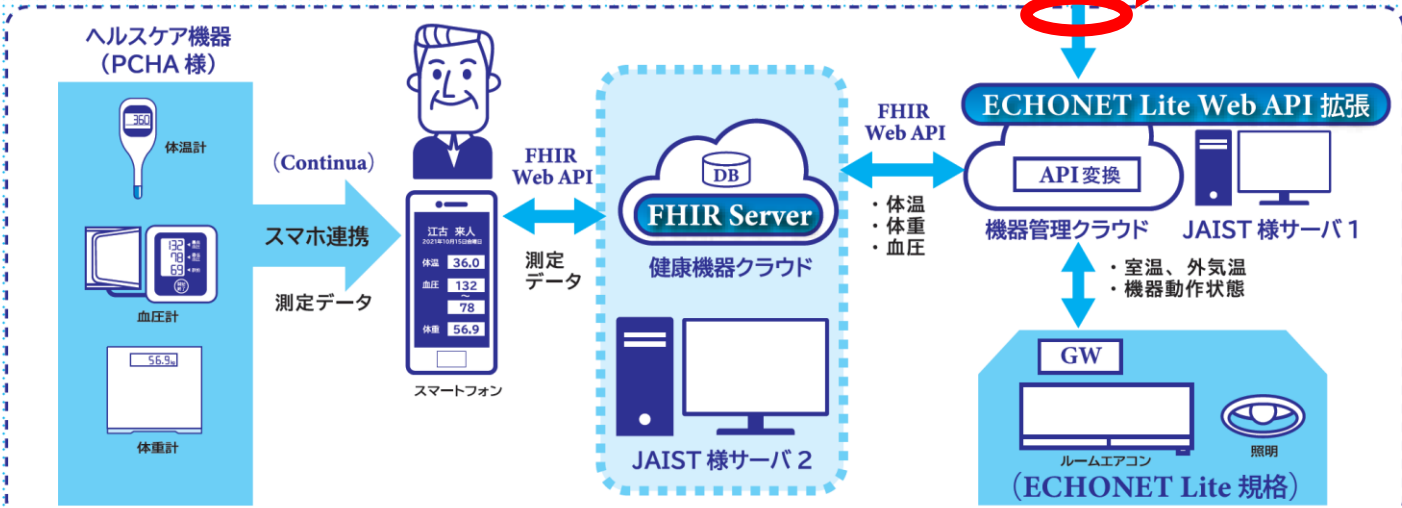 ヘルスケア機器
（PCHA 様）
360
体温計
血圧計
56.9
体重計
（Continua）
スマホ連携
測定データ
江古 来人
2021年10月15日金曜日
体温 36.0
血圧 132
～
78
体重 56.9
スマートフォン
FHIR
Web API
測定
データ
DB
FHIR Server
健康機器クラウド
JAIST 様サーバ 2
FHIR
Web API
・体温
・体重
・血圧
ECHONET Lite Web API 拡張
API 変換
機器管理クラウド
JAIST 様サーバ 1
・室温、外気温
・機器動作状態
GW
ルームエアコン
照明
（ECHONET Lite 規格）
132
78
69